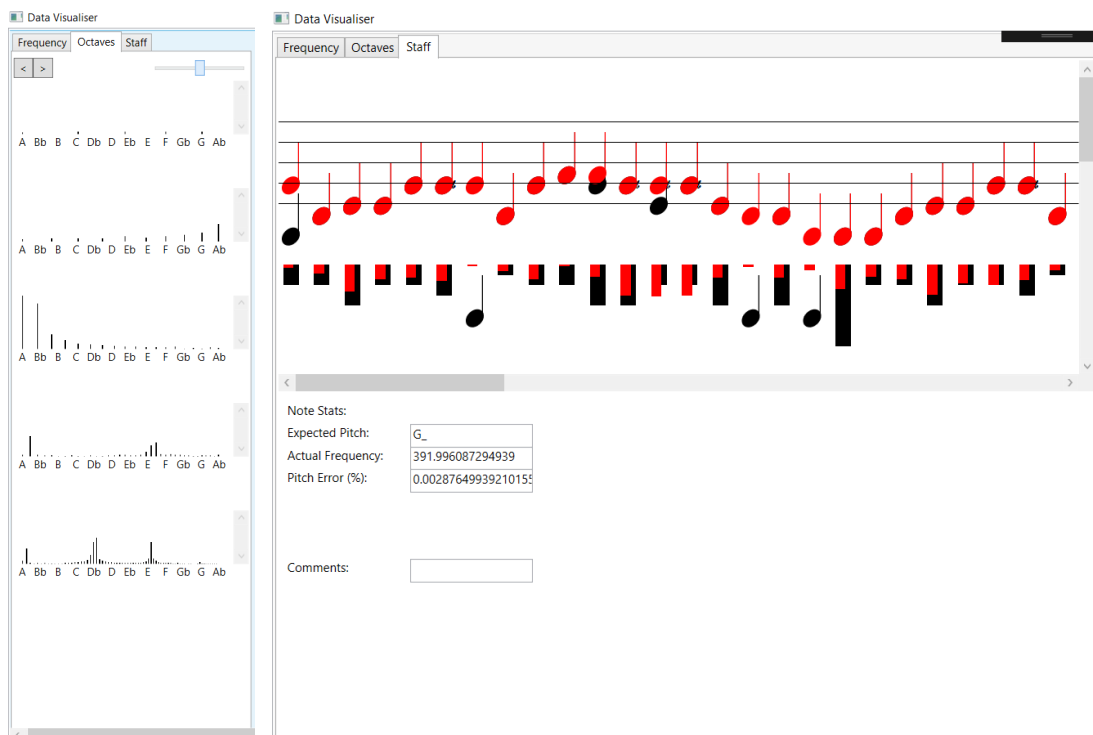 Data Visualiser
Frequency Octaves Staff
< >
A Bb B C Db D Eb E F Gb G Ab
A Bb B C Db D Eb E F Gb G Ab
A Bb B C Db D Eb E F Gb G Ab
A Bb B C Db D Eb E F Gb G Ab
A Bb B C Db D Eb E F Gb G Ab
Data Visualiser
Frequency Octaves Staff
Note Stats:
Expected Pitch: G_
Actual Frequency: 391.996087294939
Pitch Error (%): 0.00287649939210155
Comments: